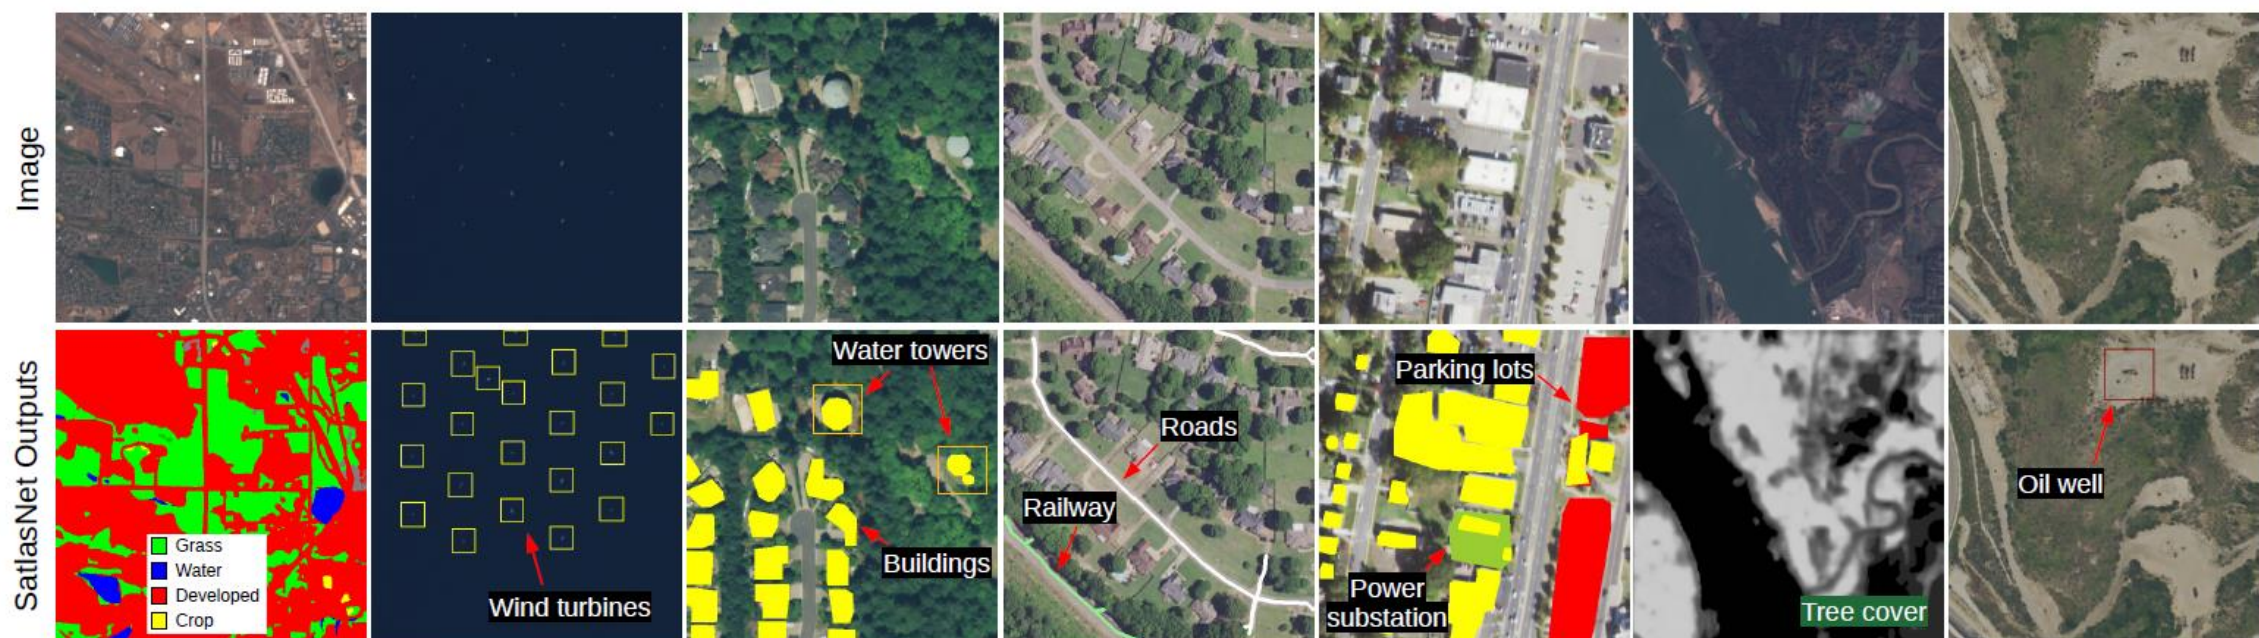 Image
SatlasNet Outputs
Grass
Water
Developed
Crop
Wind turbines
Water towers
Buildings
Roads
Railway
Parking lots
Power
substation
Tree cover
Oil well